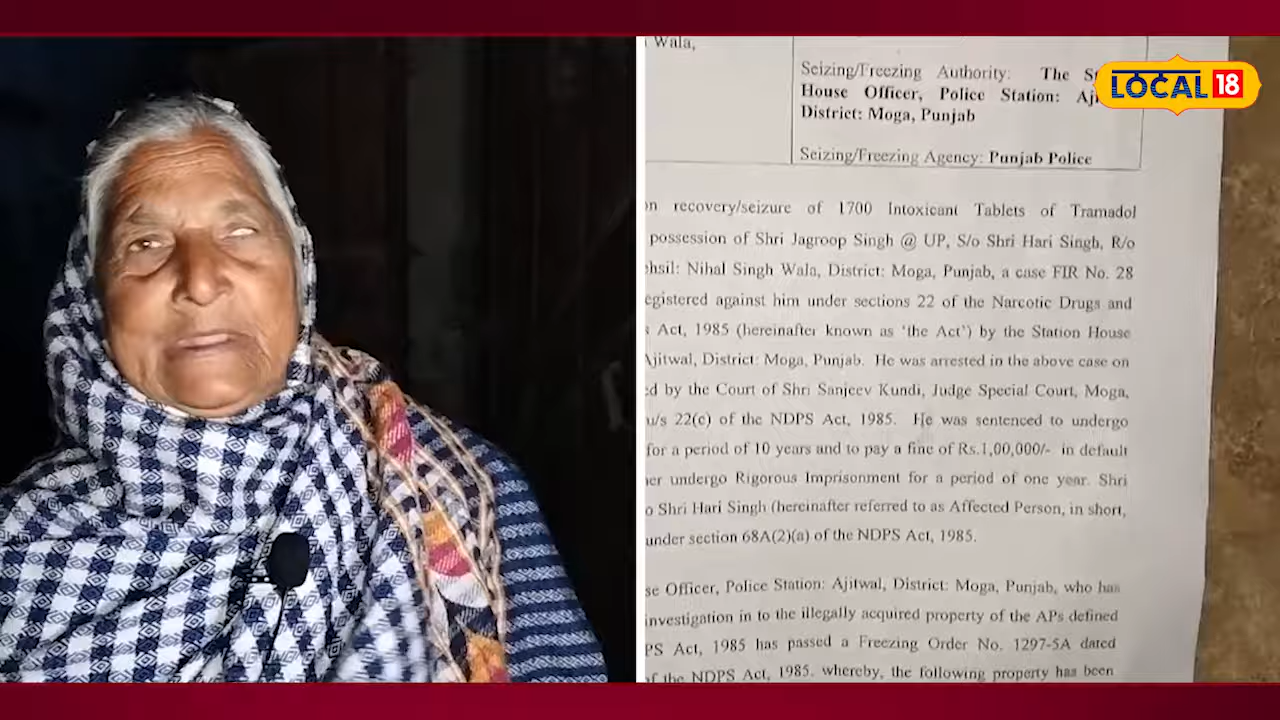 Wala,
Seizing/Freezing Authority: The
House Officer, Police Station:
District: Moga, Punjab
Seizing/Freezing Agency: Punjab Police
LOCAL 18
recovery/seizure of 1700 Intoxicant Tablets of Tramadol
possession of Shri Jagroop Singh @ UP, S/o Shri Hari Singh, R/o
Nihal Singh Wala, District: Moga, Punjab, a case FIR No. 28
against him under sections 22 of the Narcotic Drugs and
Act, 1985 (hereinafter known as 'the Act') by the Station House
Ajitwal, District: Moga, Punjab. He was arrested in the above case on
by the Court of Shri Sanjeev Kundi, Judge Special Court, Moga,
u/s 22(c) of the NDPS Act, 1985. He was sentenced to undergo
for a period of 10 years and to pay a fine of Rs.1,00,000/- in default
undergo Rigorous Imprisonment for a period of one year. Shri
Shri Hari Singh (hereinafter referred to as Affected Person, in short,
under section 68A(2)(a) of the NDPS Act, 1985.
Officer, Police Station: Ajitwal, District: Moga, Punjab, who has
investigation in to the illegally acquired property of the APs defined
Act, 1985 has passed a Freezing Order No. 1297-5A dated
of the NDPS Act, 1985. whereby, the following property has been